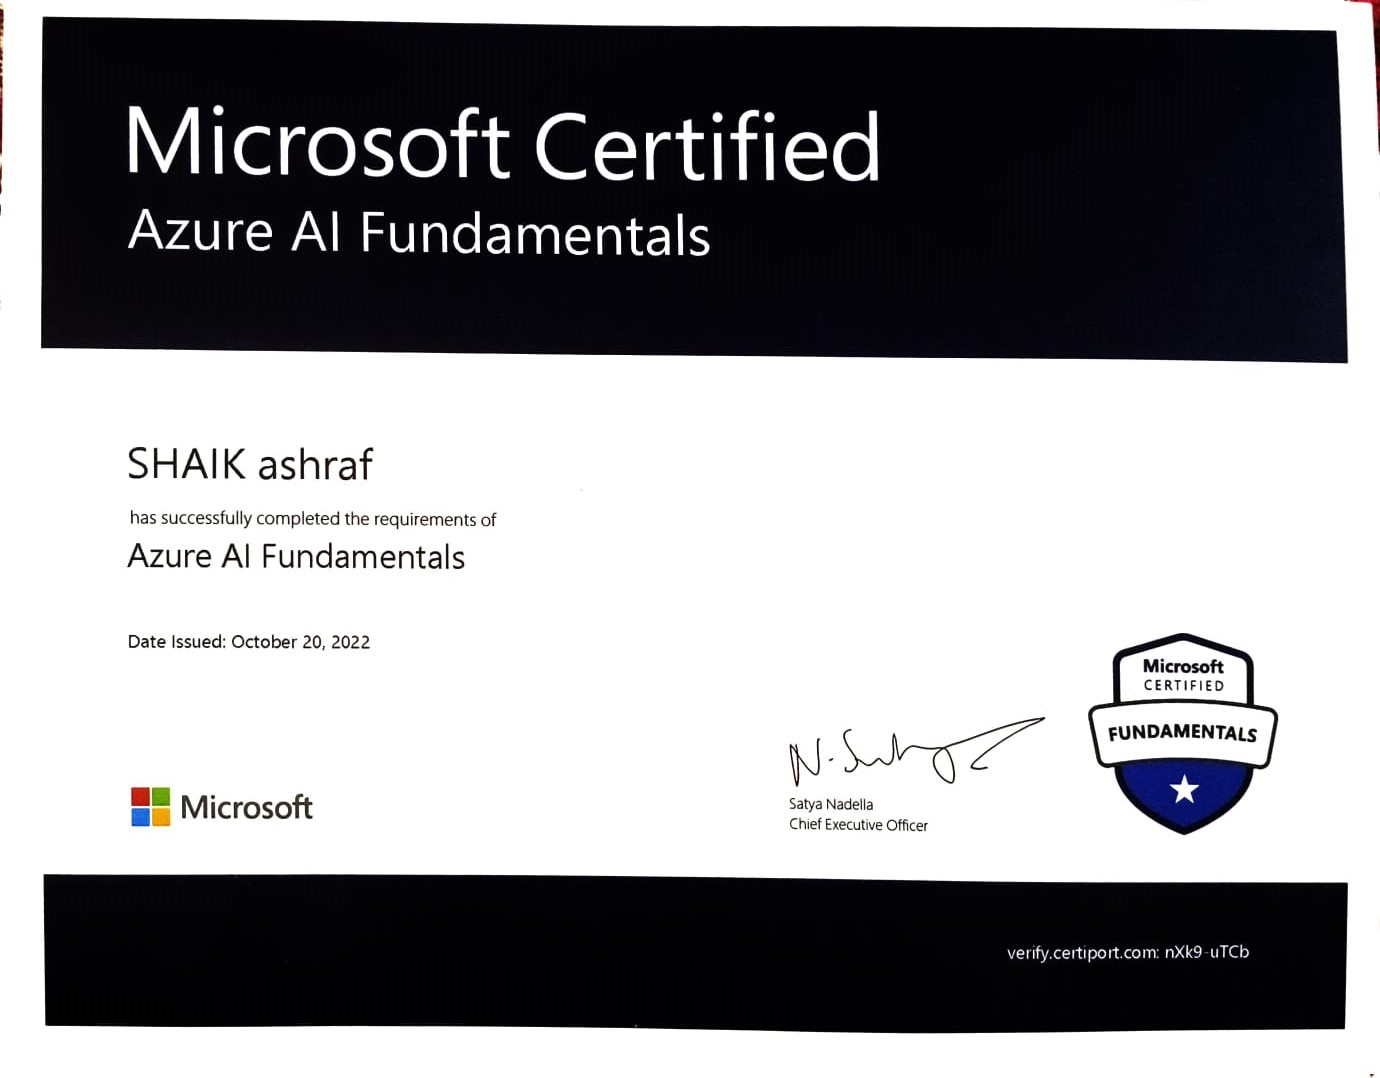 Microsoft Certified
Azure AI Fundamentals
SHAIK ashraf
has successfully completed the requirements of
Azure AI Fundamentals
Date Issued: October 20, 2022
Microsoft
CERTIFIED
FUNDAMENTALS
N. Satya
Satya Nadella
Chief Executive Officer
Microsoft
verify.certiport.com: nXk9-uTCb